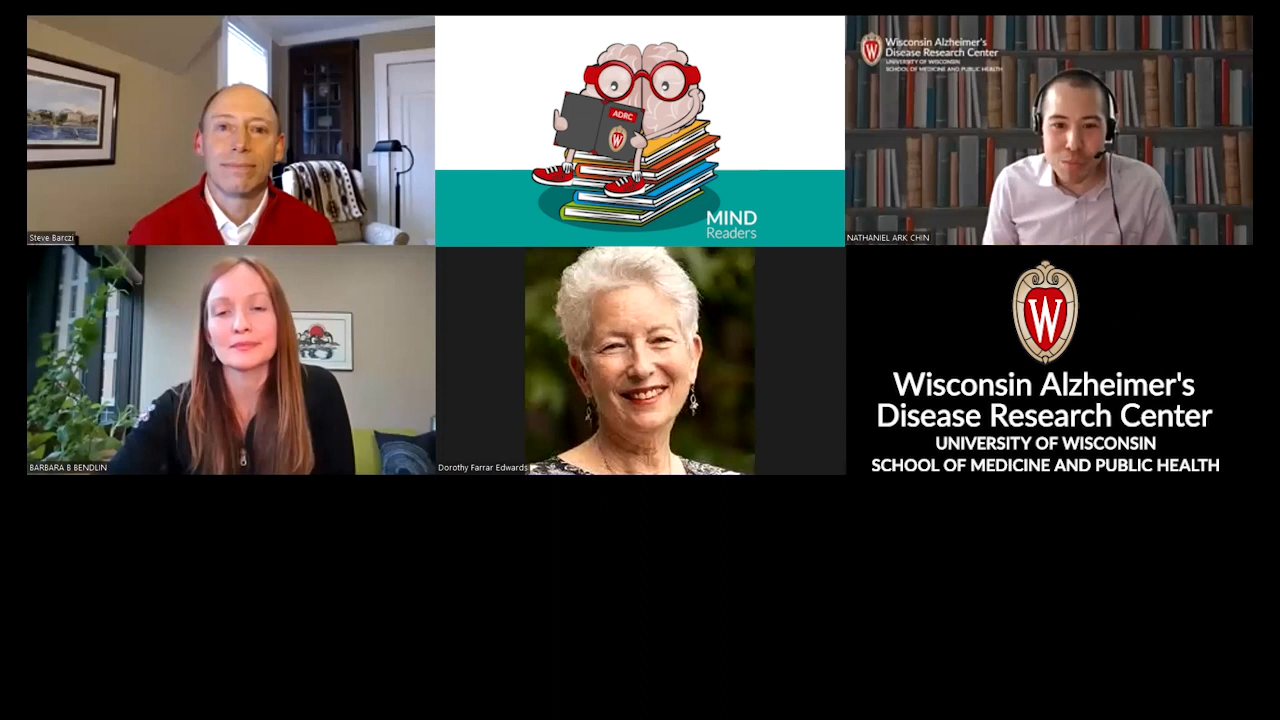 Steve Barczi
ADRC
W
MIND
Readers
W
Wisconsin Alzheimer's
Disease Research Center
UNIVERSITY OF WISCONSIN
SCHOOL OF MEDICINE AND PUBLIC HEALTH
NATHANIEL ARK CHIN
BARBARA B BENDLIN
Dorothy Farrar Edwards
W
Wisconsin Alzheimer's
Disease Research Center
UNIVERSITY OF WISCONSIN
SCHOOL OF MEDICINE AND PUBLIC HEALTH